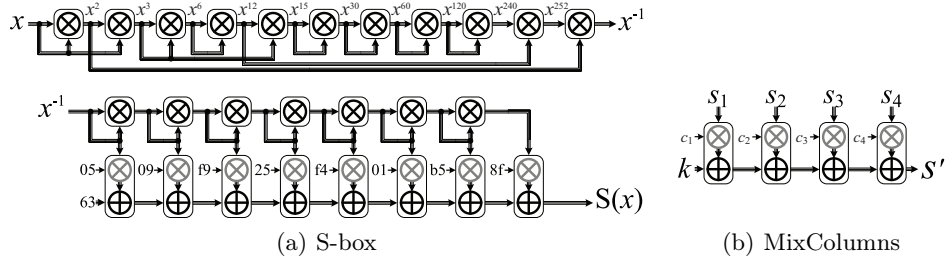 x x² x³ x⁶ x¹² x¹⁵ x³⁰ x⁶⁰ x¹²⁰ x²⁴⁰ x²⁵² x⁻¹
x⁻¹
s₁ s₂ s₃ s₄
c₁ c₂ c₃ c₄
05 09 f9 25 f4 01 b5 8f
k s'
63 S(x)
(a) S-box
(b) MixColumns